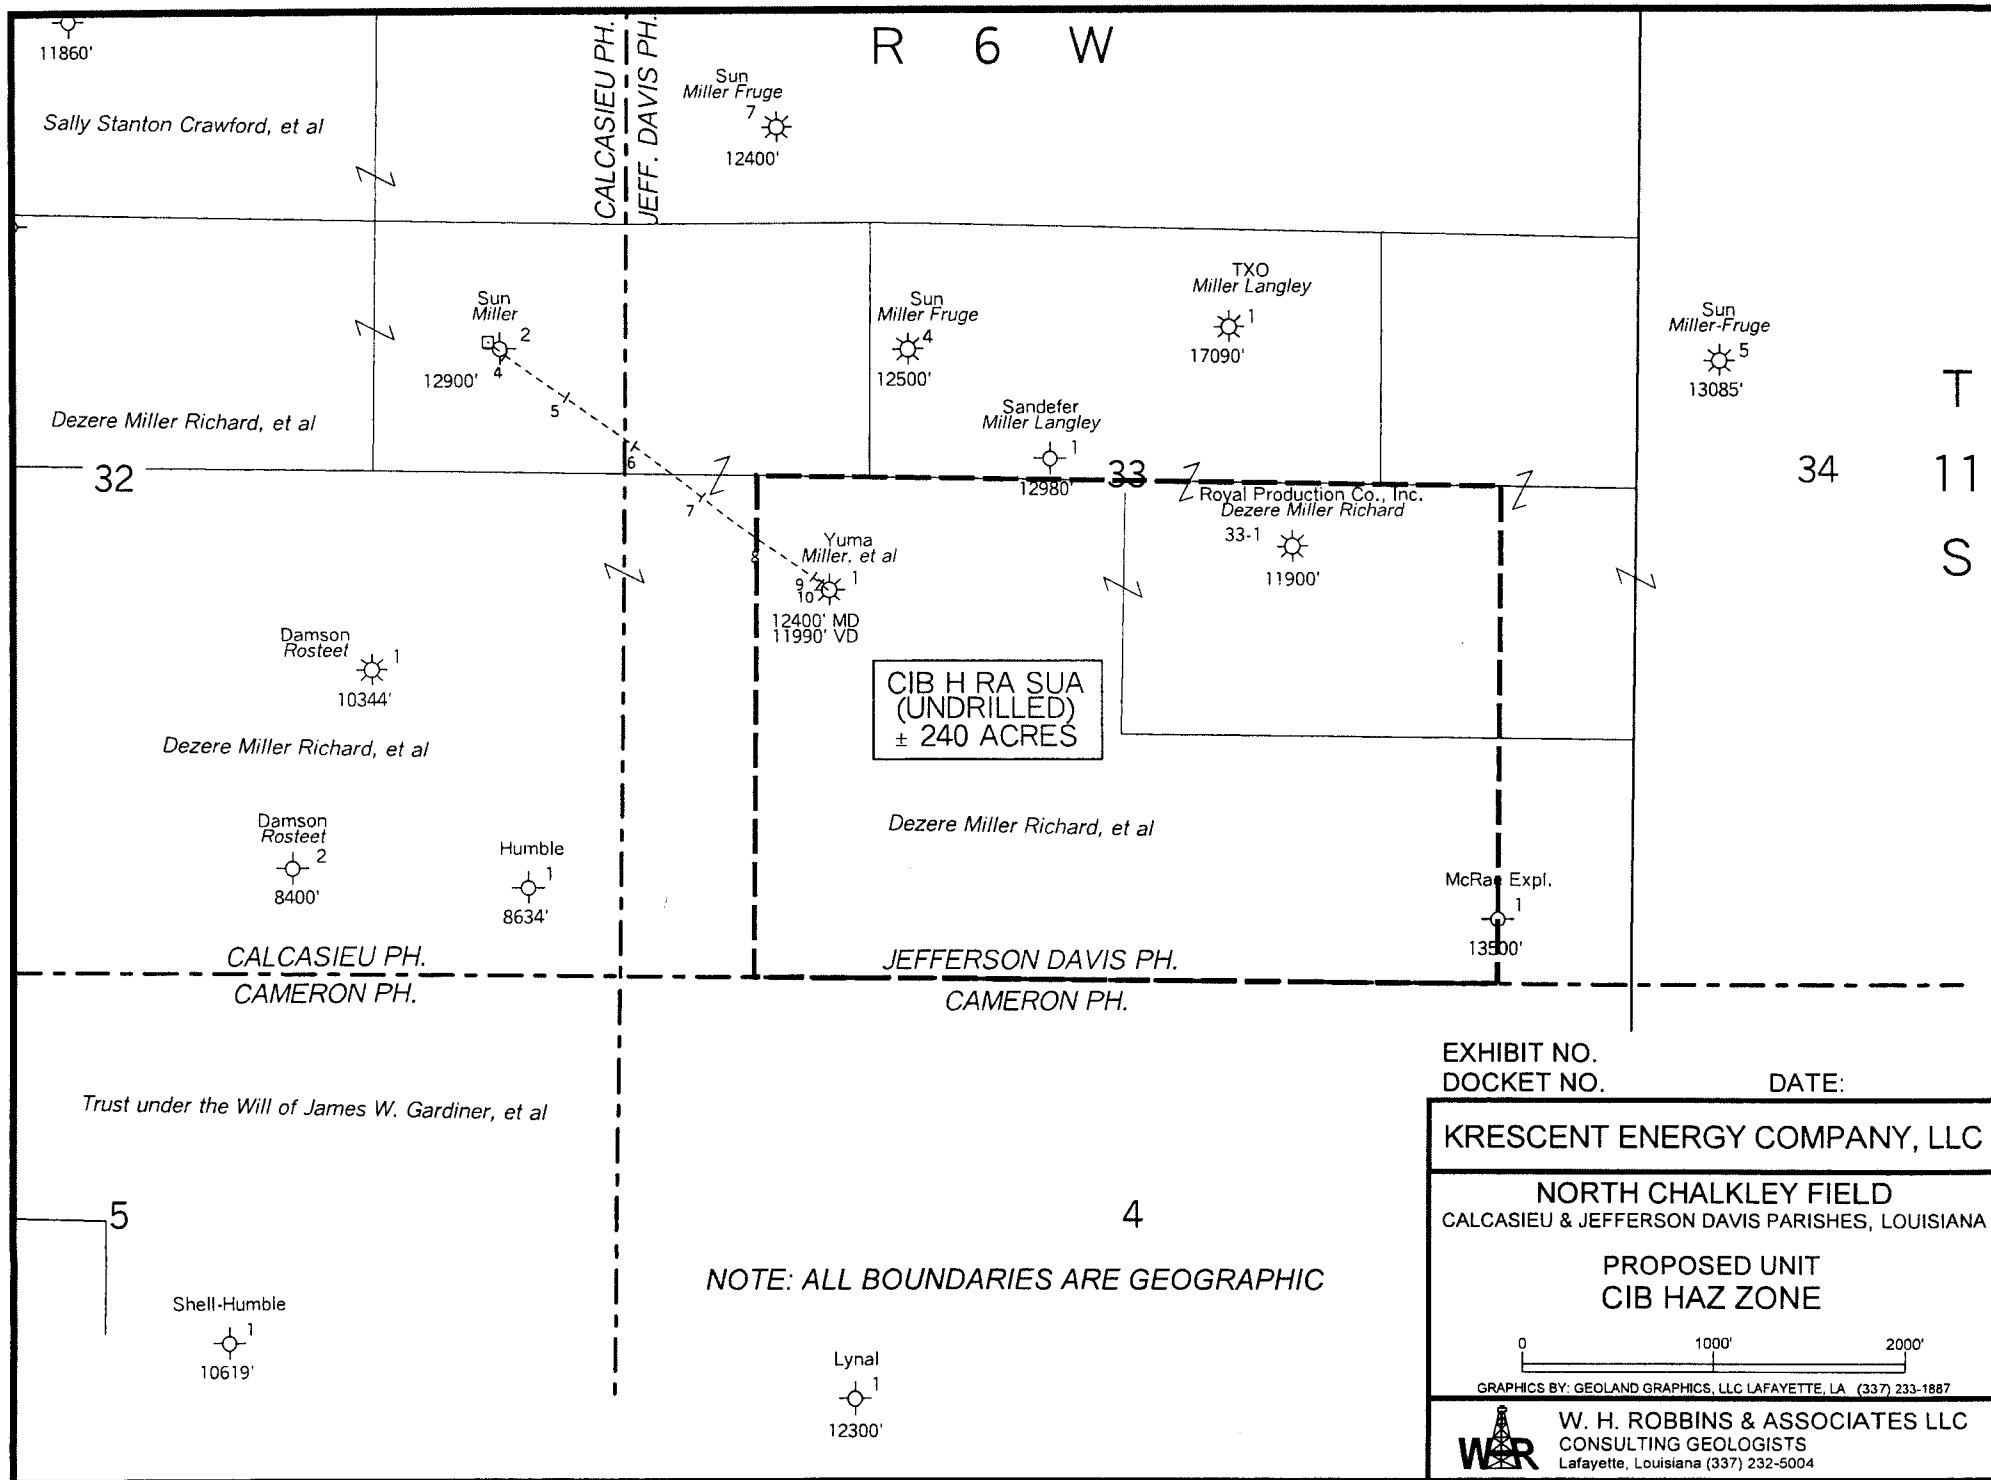 R 6 W
11860'
Sally Stanton Crawford, et al
CALCASIEU PH.
JEFF. DAVIS PH.
Sun
Miller Fruge
7
12400'
Sun
Miller
2
4
12900'
5
6
7
8
9
10
Sun
Miller Fruge
4
12500'
TXO
Miller Langley
1
17090'
Sun
Miller-Fruge
5
13085'
T
11
S
Dezere Miller Richard, et al
Sandefer
Miller Langley
1
12980'
32
33
34
Royal Production Co., Inc.
Dezere Miller Richard
33-1
11900'
Yuma
Miller, et al
1
12400' MD
11990' VD
Damson
Rosteet
1
10344'
CIB H RA SUA
(UNDRILLED)
± 240 ACRES
Dezere Miller Richard, et al
Dezere Miller Richard, et al
Damson
Rosteet
2
8400'
Humble
1
8634'
McRae Expl.
1
13500'
CALCASIEU PH.
CAMERON PH.
JEFFERSON DAVIS PH.
CAMERON PH.
Trust under the Will of James W. Gardiner, et al
5
4
NOTE: ALL BOUNDARIES ARE GEOGRAPHIC
Shell-Humble
1
10619'
Lynal
1
12300'
EXHIBIT NO.
DOCKET NO. DATE:
KRESCENT ENERGY COMPANY, LLC
NORTH CHALKLEY FIELD
CALCASIEU & JEFFERSON DAVIS PARISHES, LOUISIANA
PROPOSED UNIT
CIB HAZ ZONE
0 1000' 2000'
GRAPHICS BY: GEOLAND GRAPHICS, LLC LAFAYETTE, LA (337) 233-1887
WR
W. H. ROBBINS & ASSOCIATES LLC
CONSULTING GEOLOGISTS
Lafayette, Louisiana (337) 232-5004